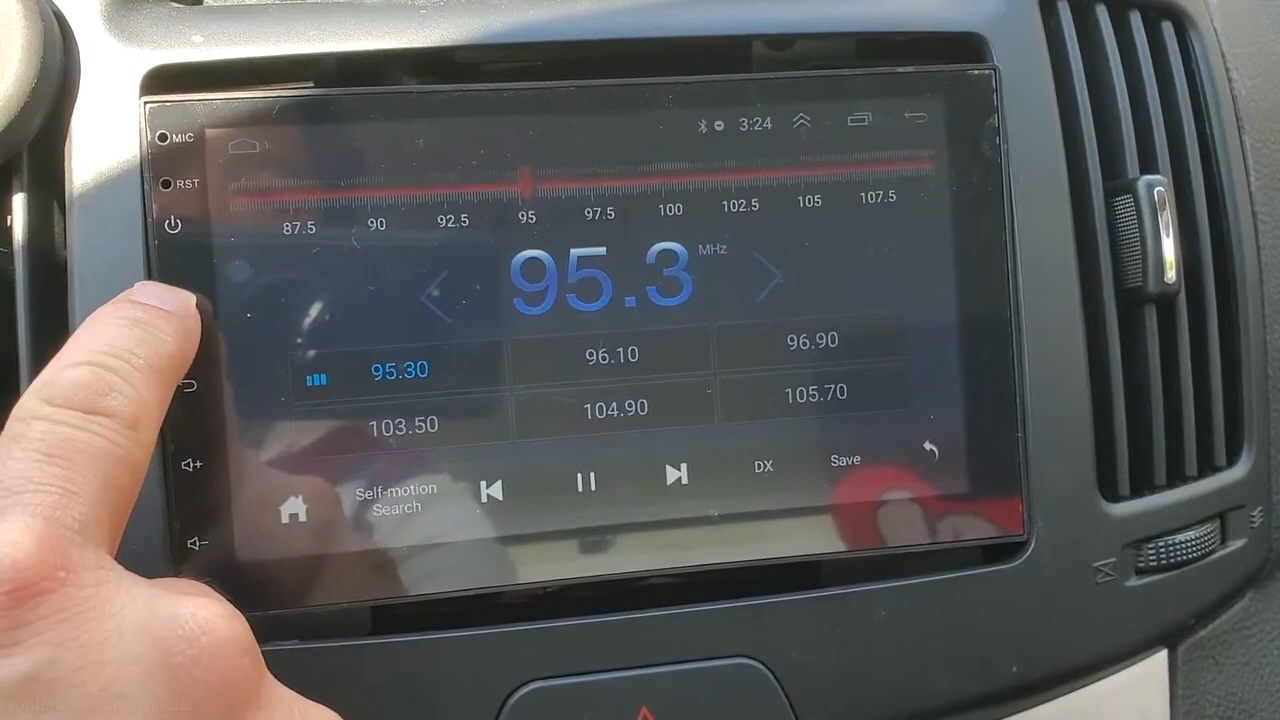 MIC
3:24
RST
87.5 90 92.5 95 97.5 100 102.5 105 107.5
95.3 MHz
95.30 96.10 96.90
103.50 104.90 105.70
Self-motion
Search
DX
Save